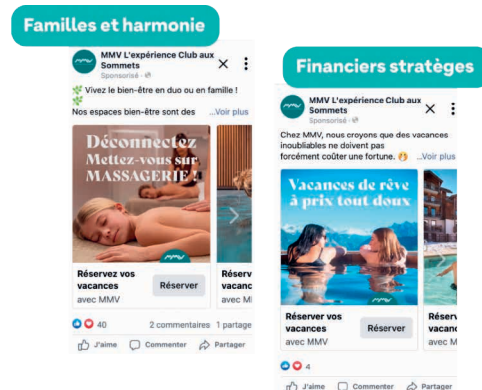 Familles et harmonie
MMV L'expérience Club aux
Sommets
Sponsorisé
🌿 Vivez le bien-être en duo ou en famille !
🌿
Nos espaces bien-être sont des ...Voir plus
Déconnectez
Mettez-vous sur
MASSAGERIE !
mmv
Réservez vos
vacances
avec MMV
Réserver
Réserv
vacanc
avec M
40
2 commentaires 1 partage
J'aime
Commenter
Partager
Financiers stratèges
MMV L'expérience Club aux
Sommets
Sponsorisé
Chez MMV, nous croyons que des vacances
inoubliables ne doivent pas
forcément coûter une fortune. ...Voir plus
Vacances de rêve
à prix tout doux
mmv
Réserver vos
vacances
avec MMV
Réserver
Réserv
vacanc
avec M
4
J'aime
Commenter
Partager